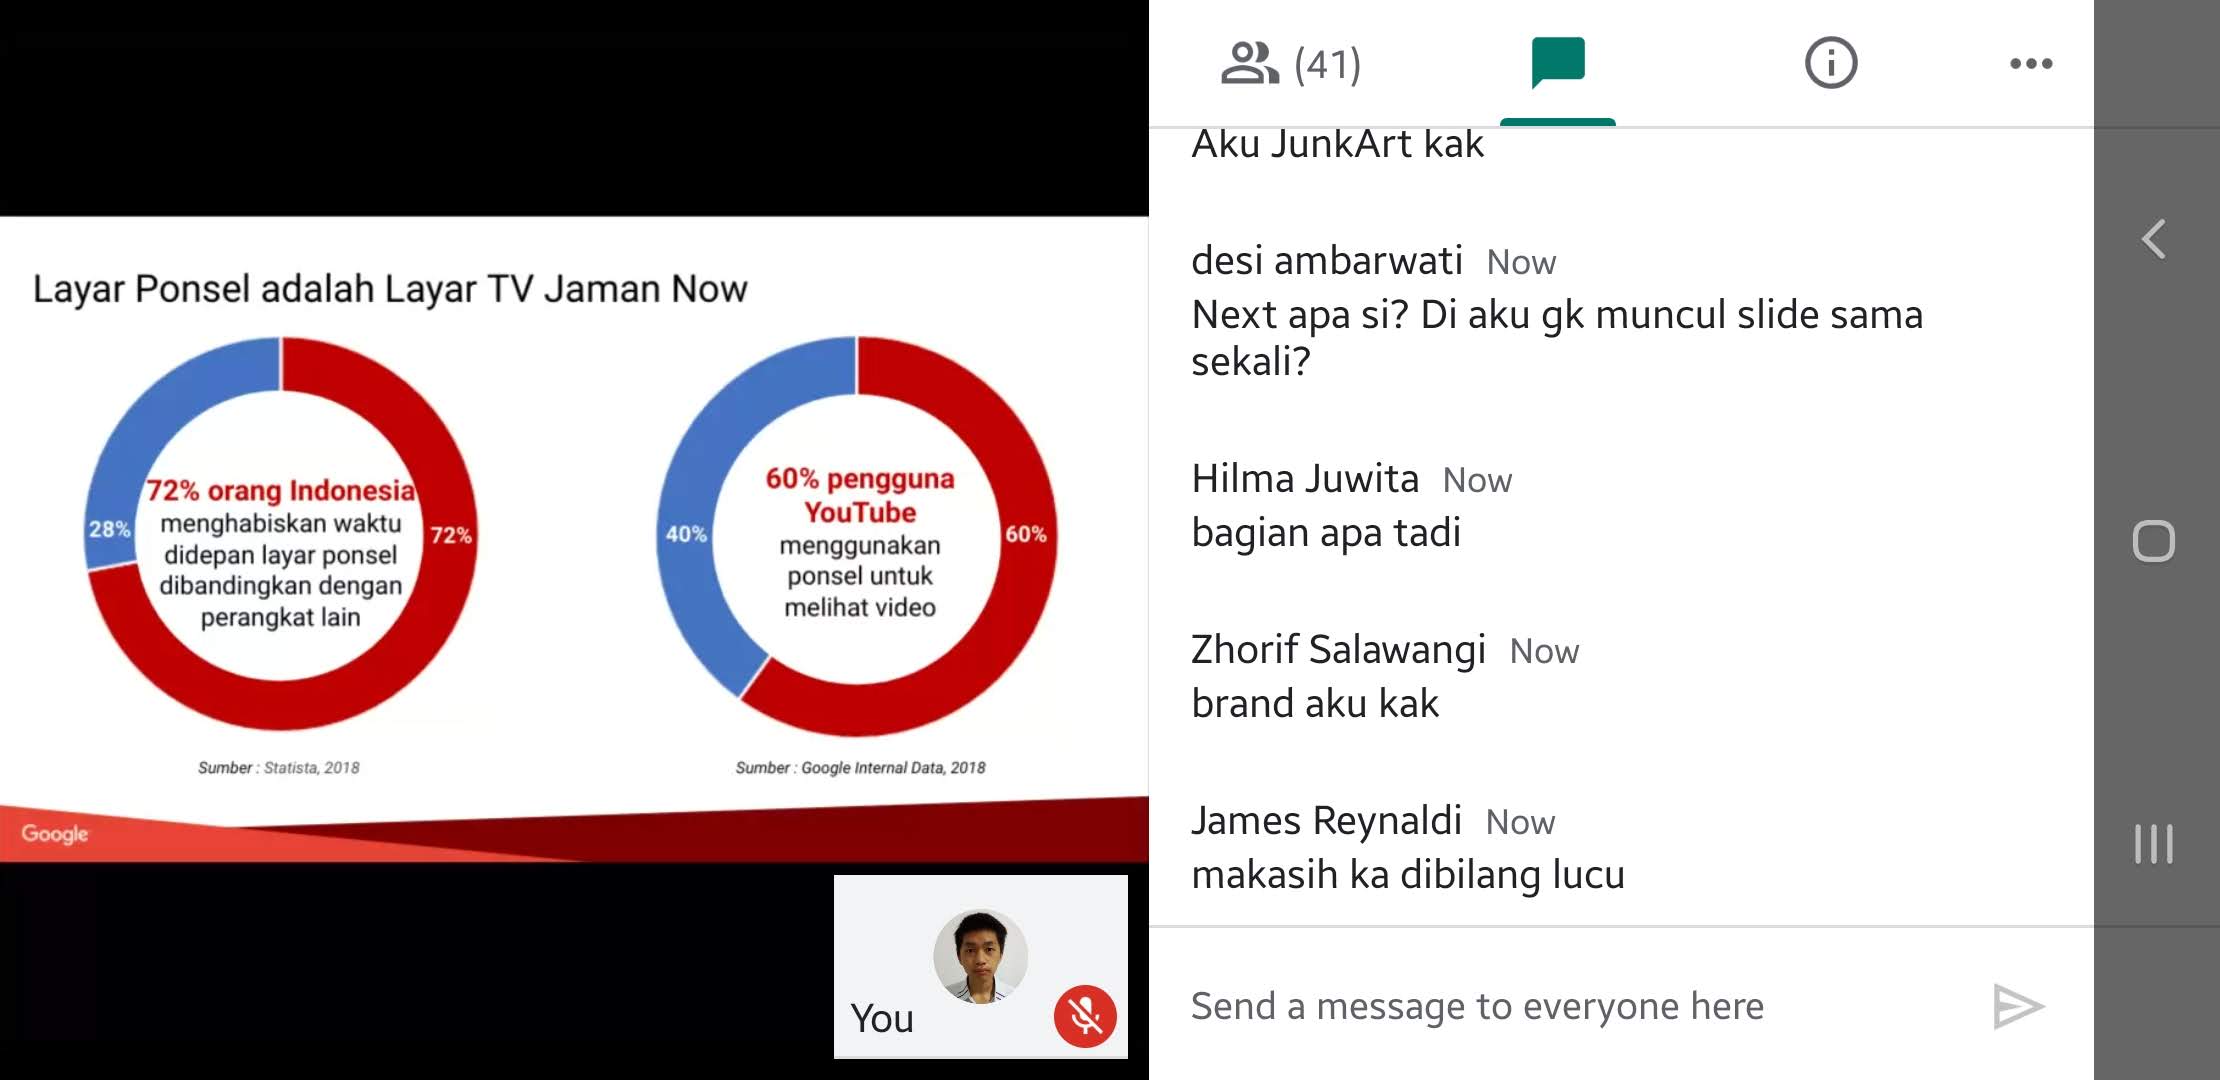 Layar Ponsel adalah Layar TV Jaman Now
28%
72% orang Indonesia
menghabiskan waktu
didepan layar ponsel
dibandingkan dengan
perangkat lain
72%
Sumber : Statista, 2018
40%
60% pengguna
YouTube
menggunakan
ponsel untuk
melihat video
60%
Sumber : Google Internal Data, 2018
Google
You
(41)
Aku JunkArt kak
desi ambarwati Now
Next apa si? Di aku gk muncul slide sama
sekali?
Hilma Juwita Now
bagian apa tadi
Zhorif Salawangi Now
brand aku kak
James Reynaldi Now
makasih ka dibilang lucu
Send a message to everyone here